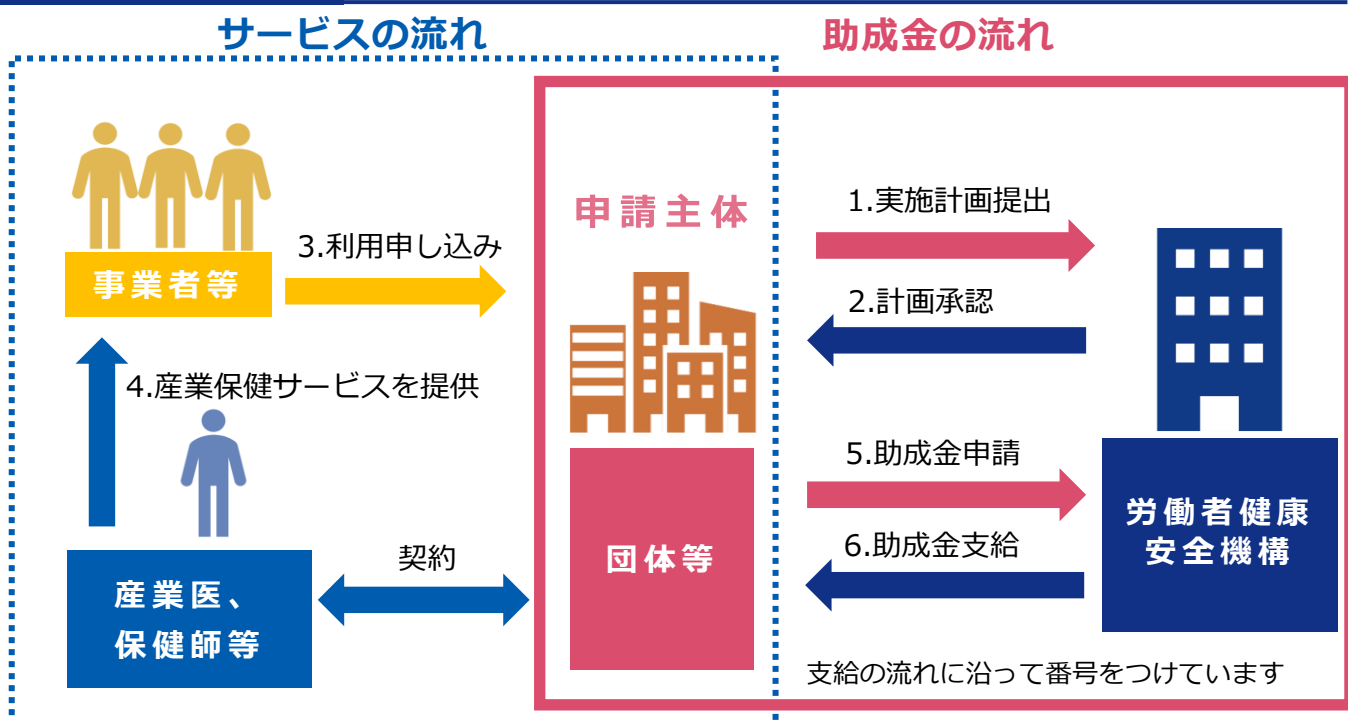 サービスの流れ
助成金の流れ
事業者等
3.利用申し込み
4.産業保健サービスを提供
産業医、
保健師等
契約
申請主体
団体等
1.実施計画提出
2.計画承認
5.助成金申請
6.助成金支給
労働者健康
安全機構
支給の流れに沿って番号をつけています